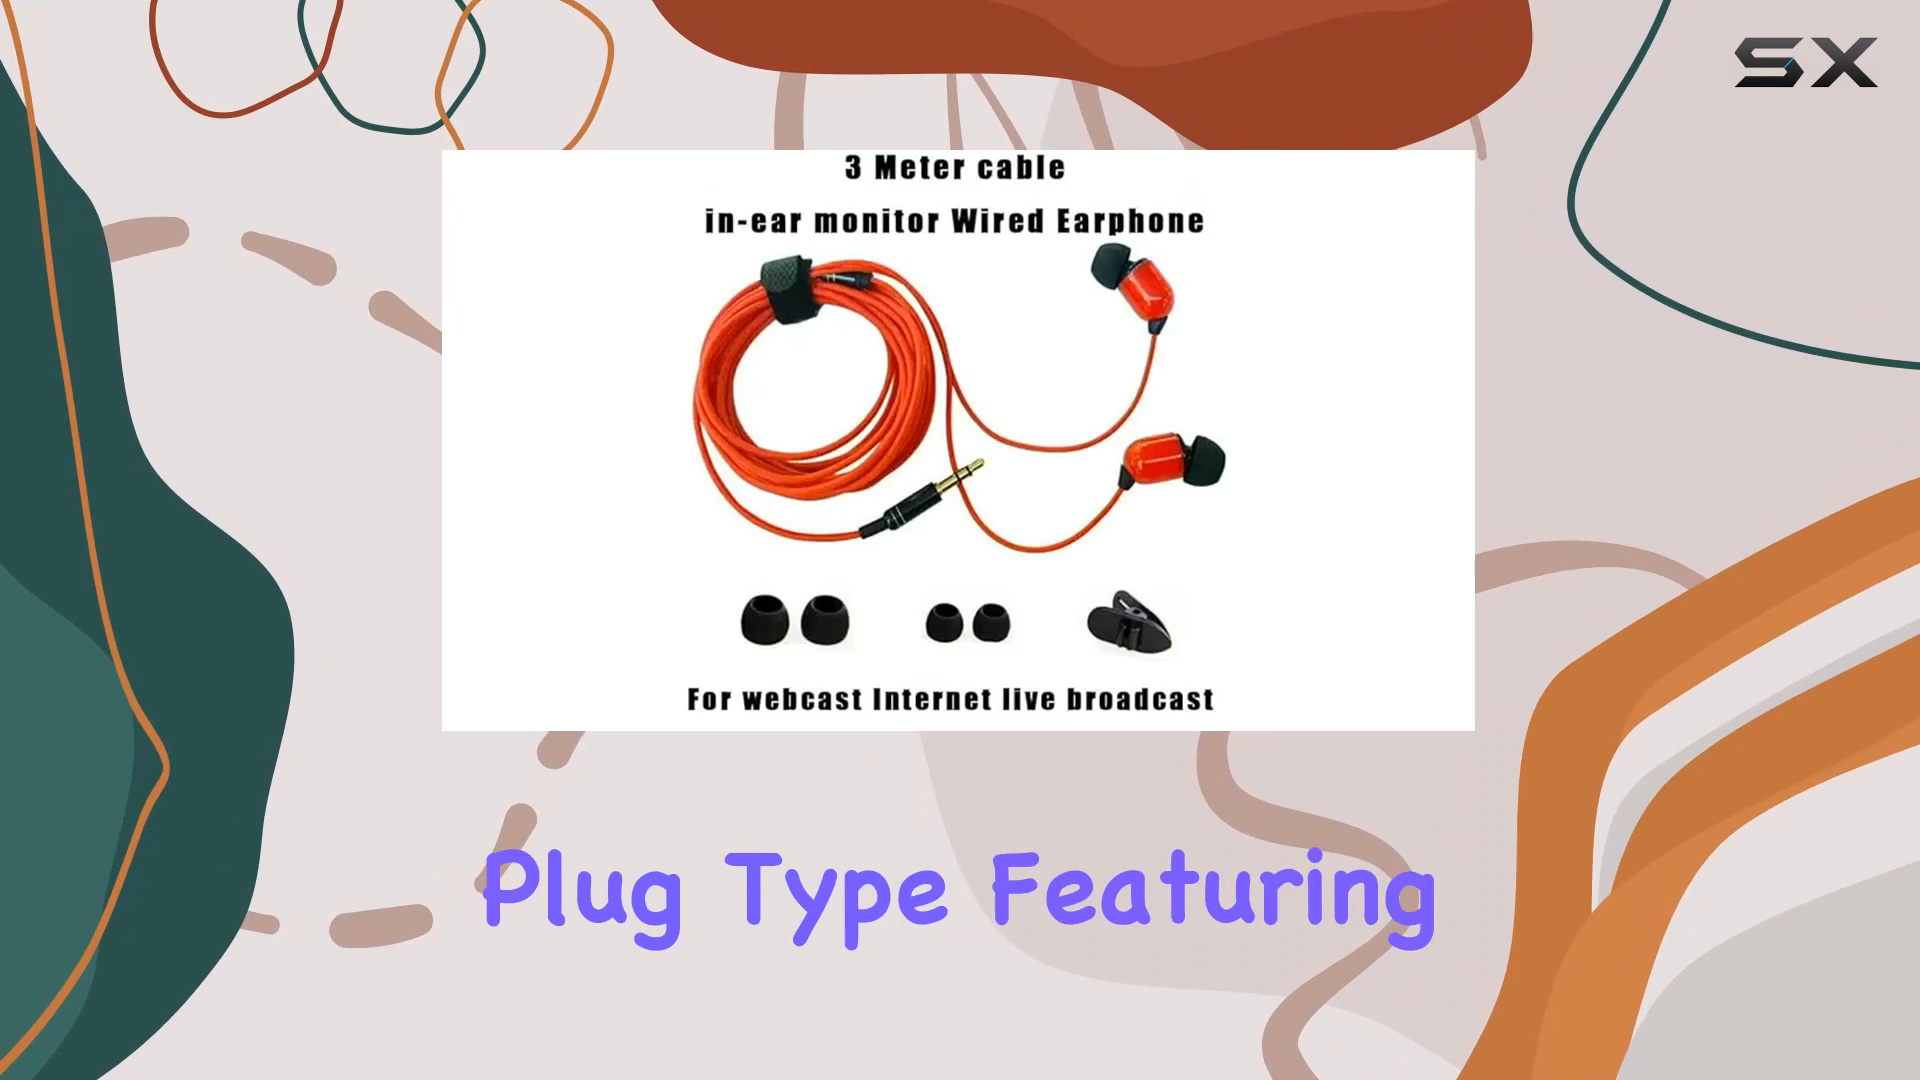 SX
3 Meter cable
in-ear monitor Wired Earphone
For webcast Internet live broadcast
Plug Type Featuring